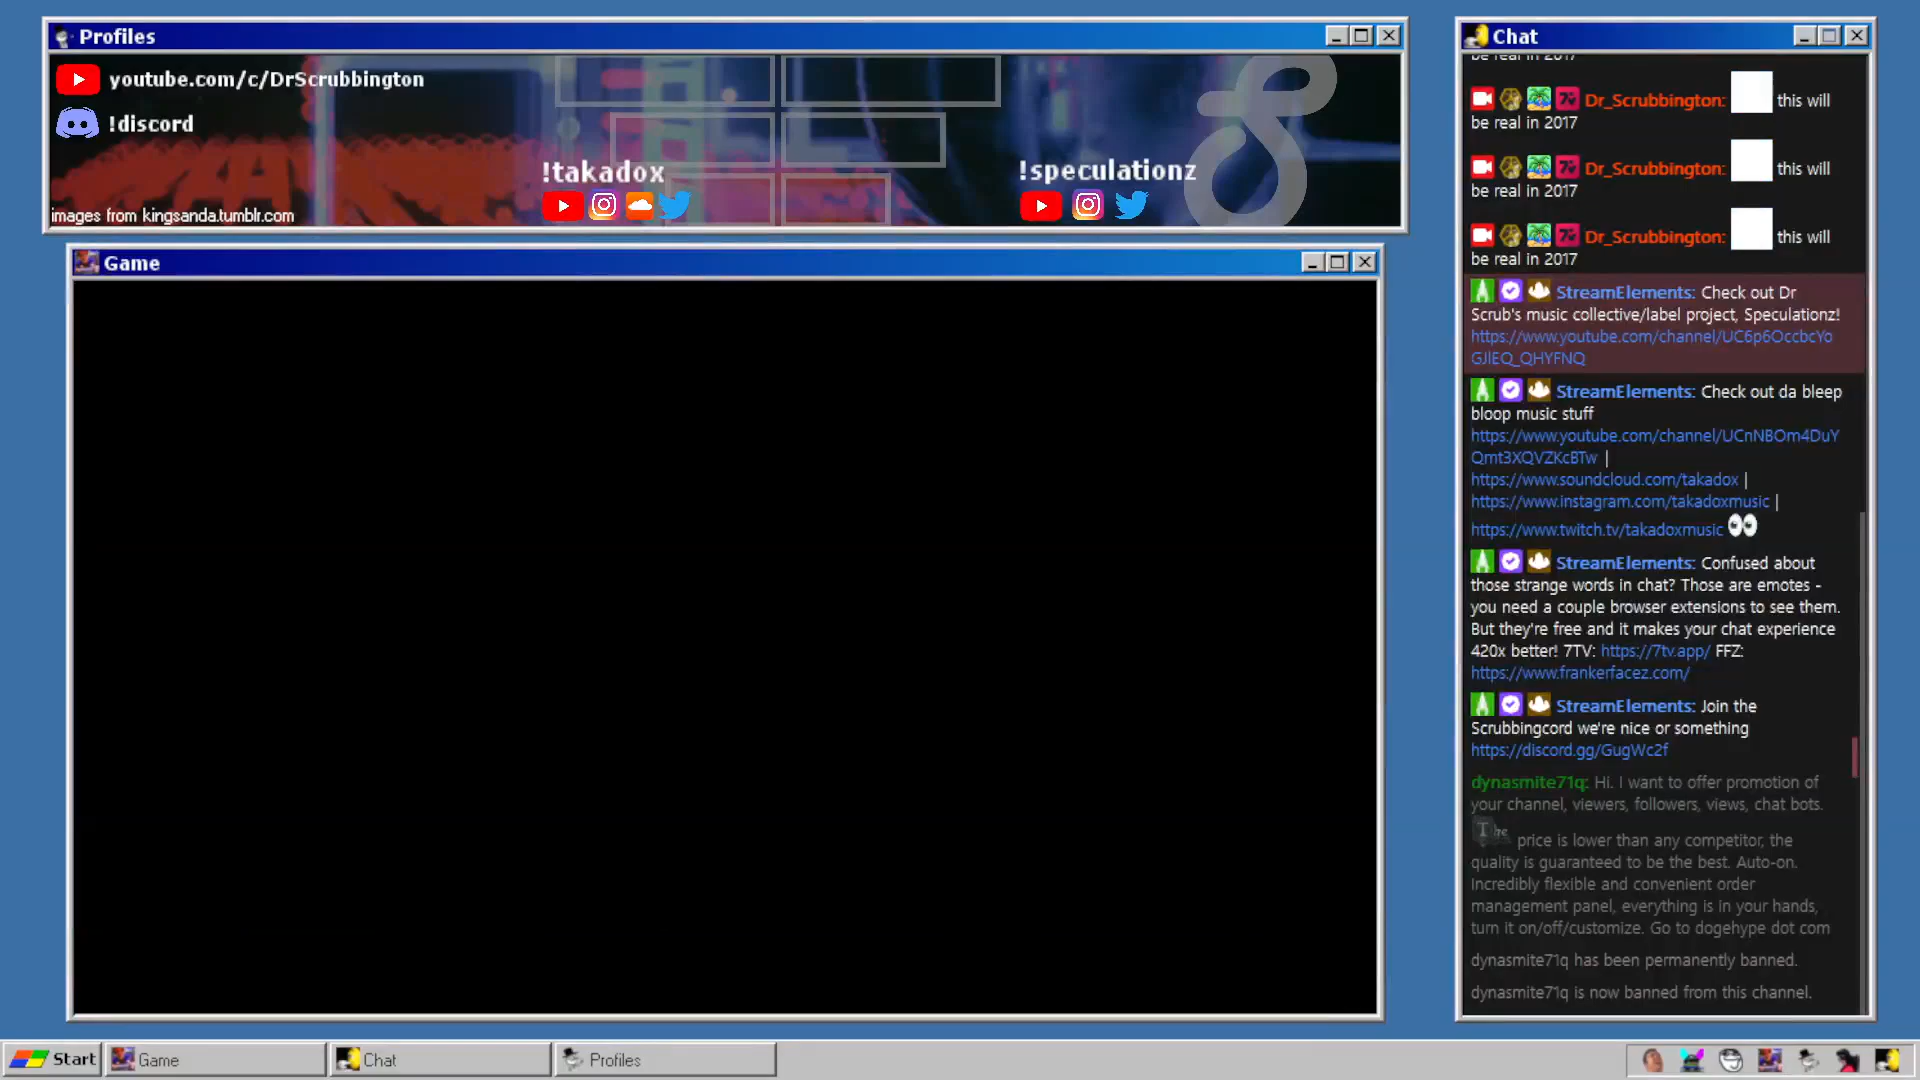 Profiles
youtube.com/c/DrScrubbington
!discord
!takadox
!speculationz
images from kingsanda.tumblr.com
Game
Chat
be real in 2017
Dr_Scrubbington: this will
be real in 2017
Dr_Scrubbington: this will
be real in 2017
Dr_Scrubbington: this will
be real in 2017
StreamElements: Check out Dr
Scrub's music collective/label project, Speculationz!
https://www.youtube.com/channel/UC6p6OccbcYo
GJlEQ_QHYFNQ
StreamElements: Check out da bleep
bloop music stuff
https://www.youtube.com/channel/UCnNBOm4DuY
Qmt3XQVZKcBTw |
https://www.soundcloud.com/takadox |
https://www.instagram.com/takadoxmusic |
https://www.twitch.tv/takadoxmusic
StreamElements: Confused about
those strange words in chat? Those are emotes -
you need a couple browser extensions to see them.
But they're free and it makes your chat experience
420x better! 7TV: https://7tv.app/ FFZ:
https://www.frankerfacez.com/
StreamElements: Join the
Scrubbingcord we're nice or something
https://discord.gg/GugWc2f
dynasmite71q: Hi. I want to offer promotion of
your channel, viewers, followers, views, chat bots.
The price is lower than any competitor, the
quality is guaranteed to be the best. Auto-on.
Incredibly flexible and convenient order
management panel, everything is in your hands,
turn it on/off/customize. Go to dogehype dot com
dynasmite71q has been permanently banned.
dynasmite71q is now banned from this channel.
Start
Game
Chat
Profiles